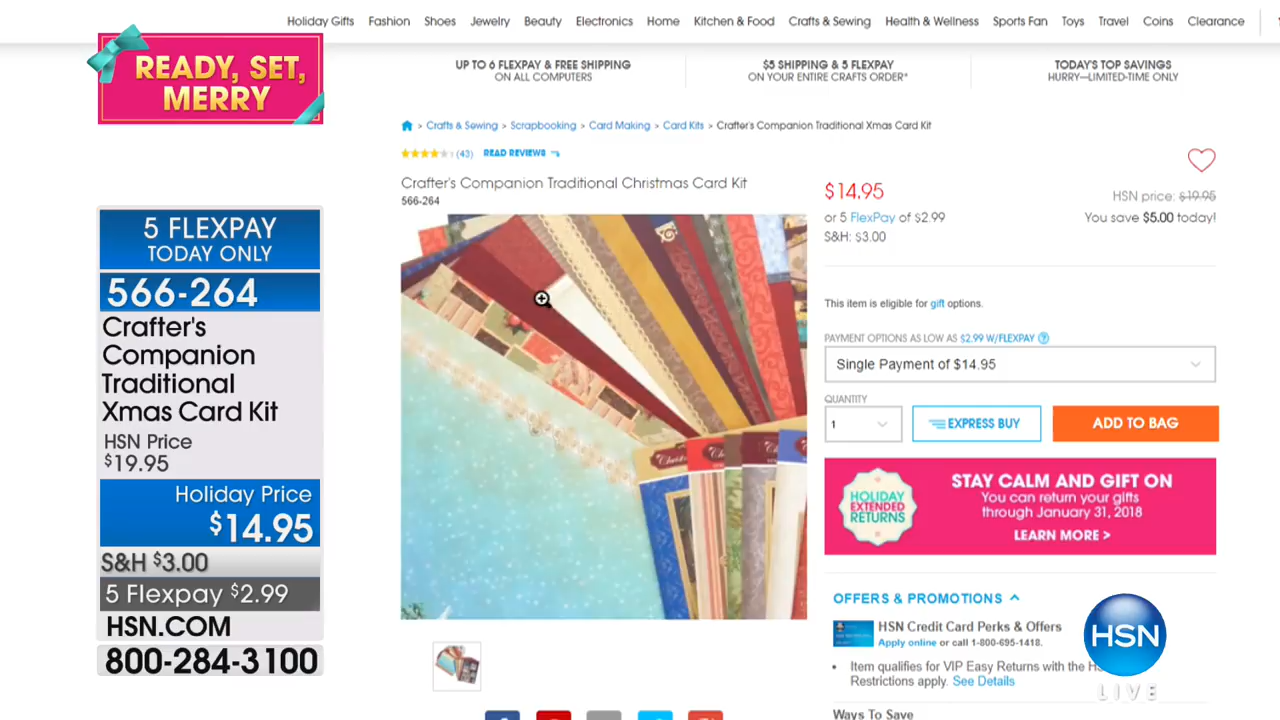 Holiday Gifts Fashion Shoes Jewelry Beauty Electronics Home Kitchen & Food Crafts & Sewing Health & Wellness Sports Fan Toys Travel Coins Clearance
READY, SET,
MERRY
UP TO 6 FLEXPAY & FREE SHIPPING
ON ALL COMPUTERS
$5 SHIPPING & 5 FLEXPAY
ON YOUR ENTIRE CRAFTS ORDER*
TODAY'S TOP SAVINGS
HURRY—LIMITED-TIME ONLY
> Crafts & Sewing > Scrapbooking > Card Making > Card Kits > Crafter's Companion Traditional Xmas Card Kit
(43) READ REVIEWS
Crafter's Companion Traditional Christmas Card Kit
566-264
5 FLEXPAY
TODAY ONLY
566-264
Crafter's
Companion
Traditional
Xmas Card Kit
HSN Price
$19.95
Holiday Price
$14.95
S&H $3.00
5 Flexpay $2.99
HSN.COM
800-284-3100
$14.95
HSN price: $19.95
or 5 FlexPay of $2.99
You save $5.00 today!
S&H: $3.00
This item is eligible for gift options.
PAYMENT OPTIONS AS LOW AS $2.99 W/FLEXPAY ?
Single Payment of $14.95
QUANTITY
1
EXPRESS BUY
ADD TO BAG
HOLIDAY
EXTENDED
RETURNS
STAY CALM AND GIFT ON
You can return your gifts
through January 31, 2018
LEARN MORE >
OFFERS & PROMOTIONS
HSN Credit Card Perks & Offers
Apply online or call 1-800-695-1418.
• Item qualifies for VIP Easy Returns with the
Restrictions apply. See Details
Ways To Save
HSN
LIVE